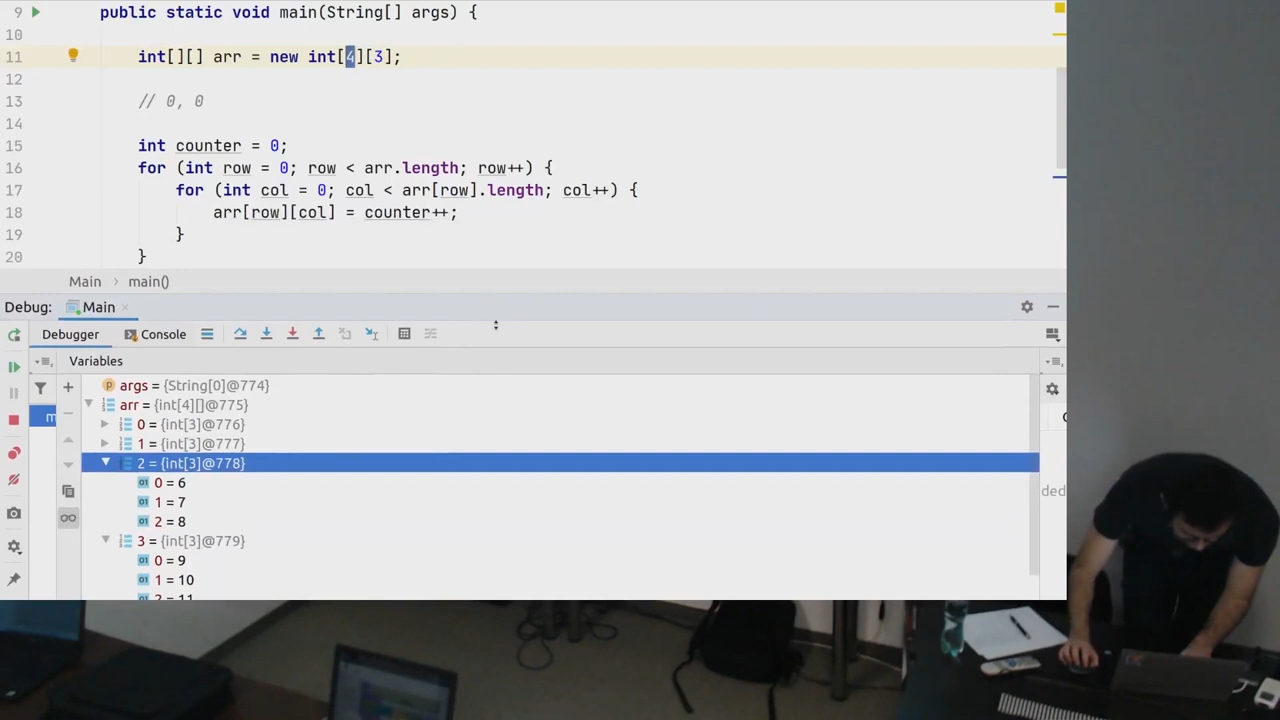 9 public static void main(String[] args) {
10
11 int[][] arr = new int[4][3];
12
13 // 0, 0
14
15 int counter = 0;
16 for (int row = 0; row < arr.length; row++) {
17 for (int col = 0; col < arr[row].length; col++) {
18 arr[row][col] = counter++;
19 }
20 }
Main > main()
Debug: Main ×
Debugger Console
Variables
args = {String[0]@774}
arr = {int[4][]@775}
0 = {int[3]@776}
1 = {int[3]@777}
2 = {int[3]@778}
0 = 6
1 = 7
2 = 8
3 = {int[3]@779}
0 = 9
1 = 10
2 = 11
ded